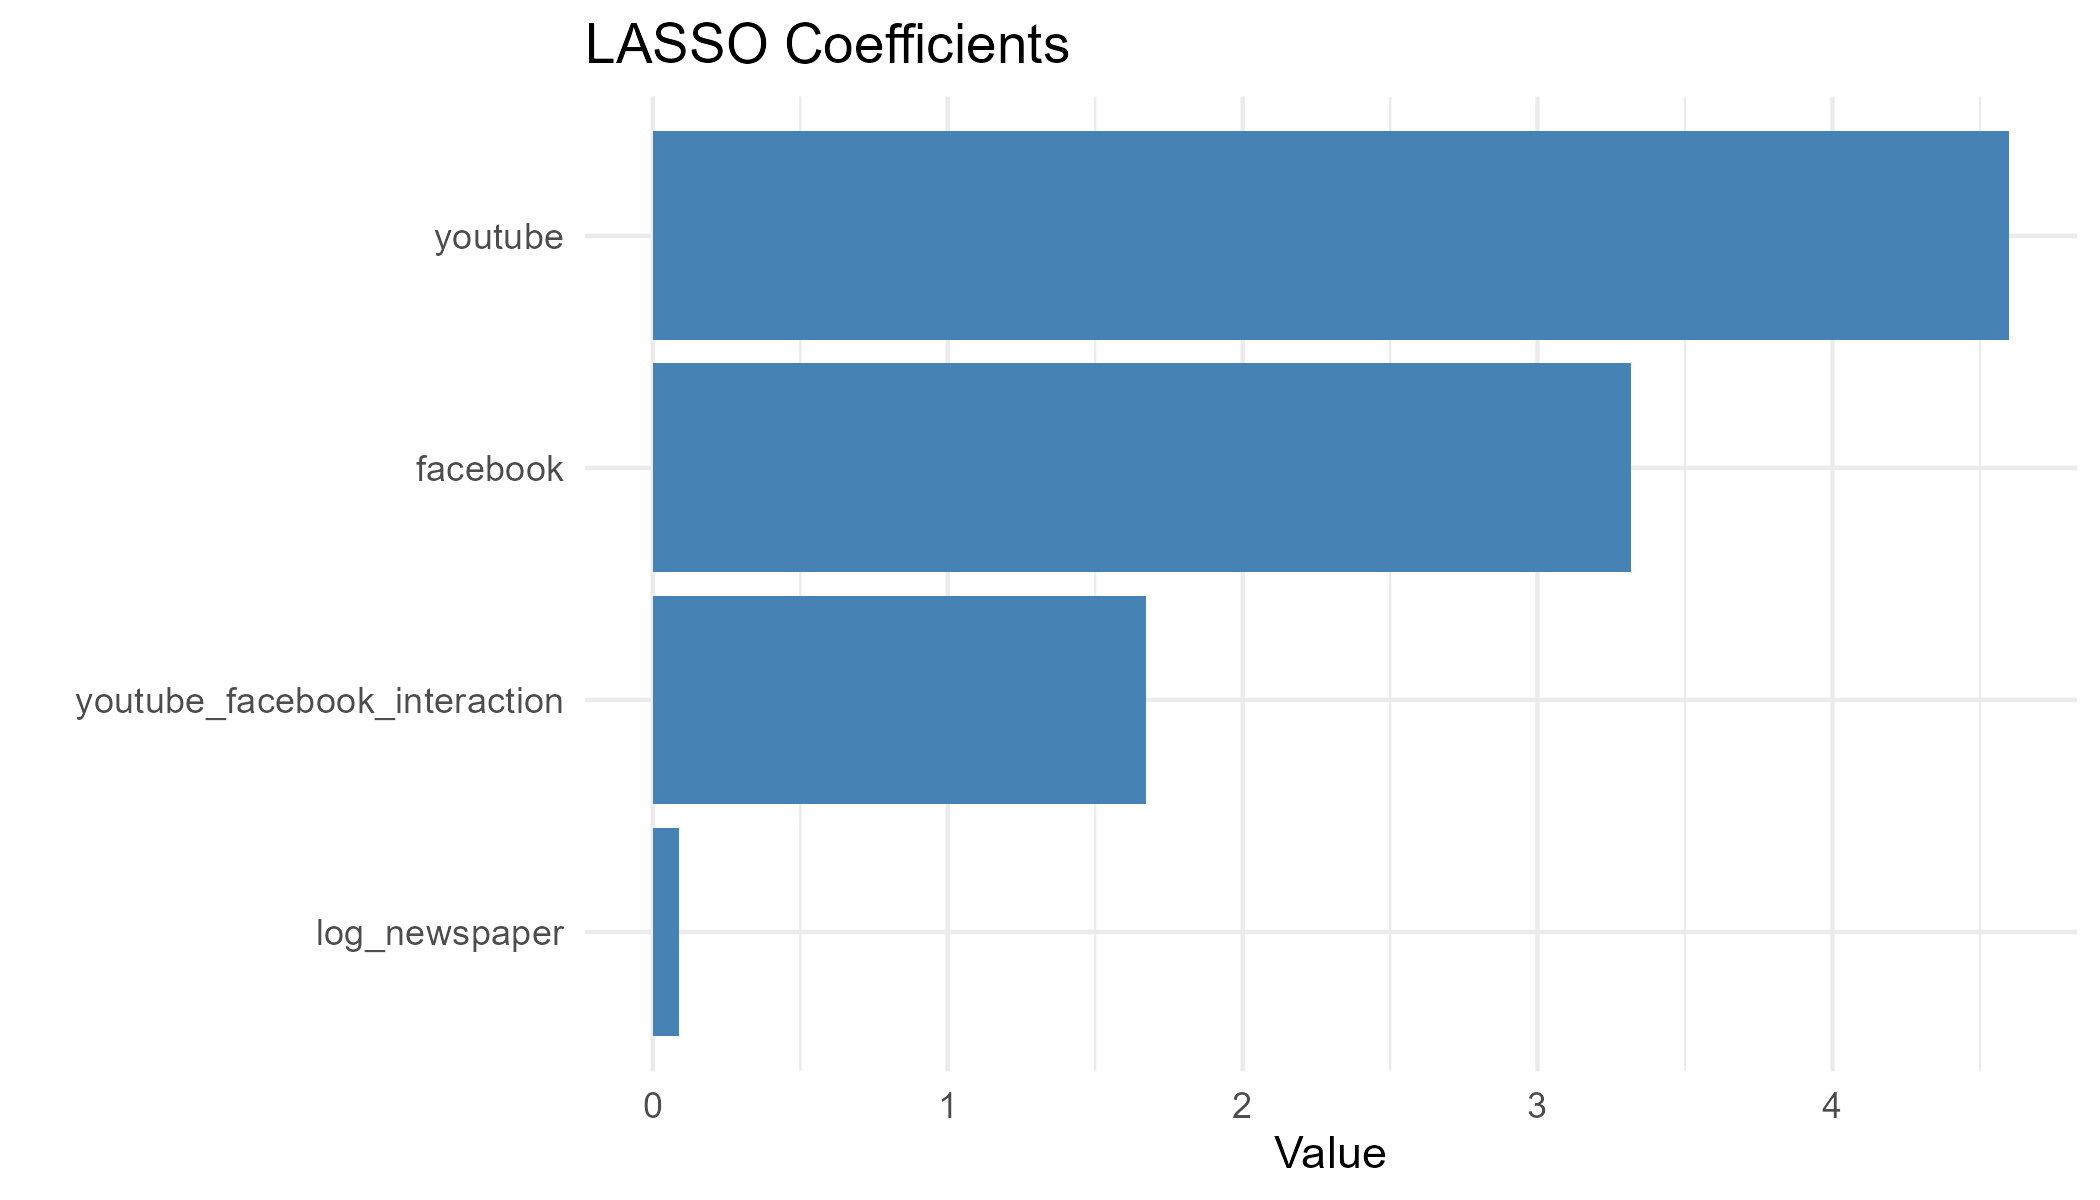 LASSO Coefficients
youtube
facebook
youtube_facebook_interaction
log_newspaper
0 1 2 3 4
Value